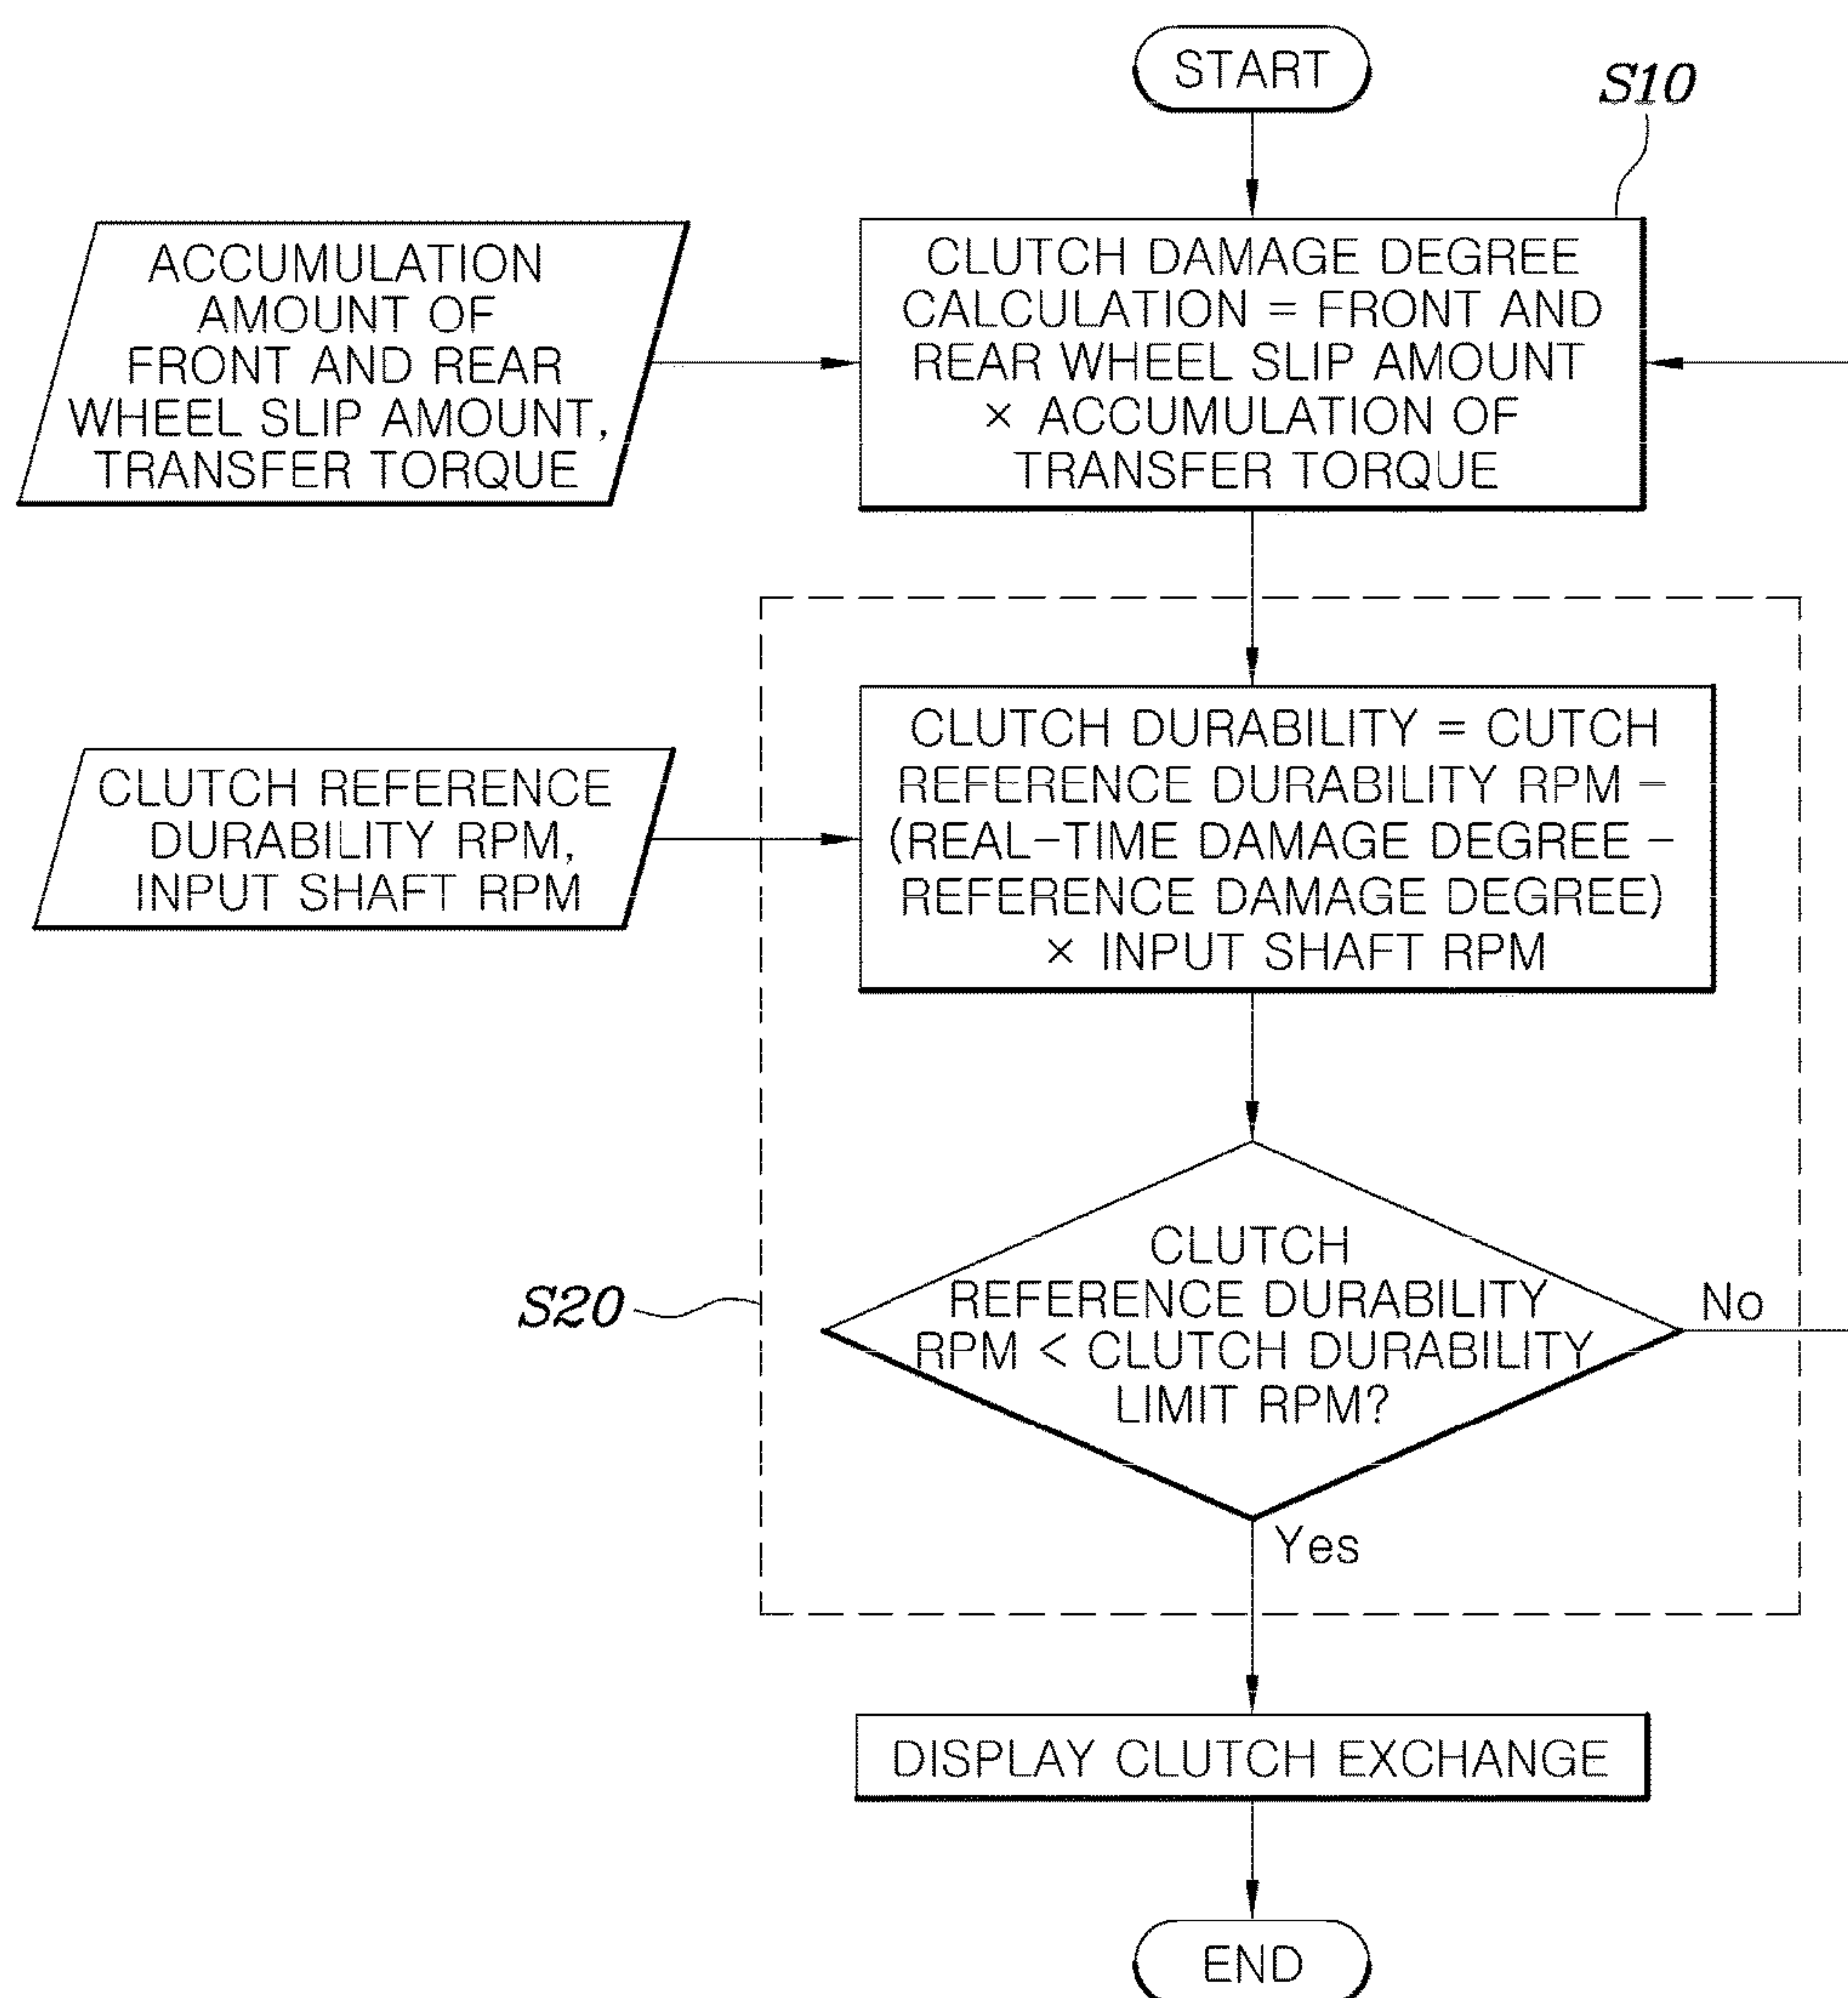 START
S10
ACCUMULATION
AMOUNT OF
FRONT AND REAR
WHEEL SLIP AMOUNT,
TRANSFER TORQUE
CLUTCH DAMAGE DEGREE
CALCULATION = FRONT AND
REAR WHEEL SLIP AMOUNT
× ACCUMULATION OF
TRANSFER TORQUE
CLUTCH REFERENCE
DURABILITY RPM,
INPUT SHAFT RPM
CLUTCH DURABILITY = CUTCH
REFERENCE DURABILITY RPM –
(REAL-TIME DAMAGE DEGREE –
REFERENCE DAMAGE DEGREE)
× INPUT SHAFT RPM
S20
CLUTCH
REFERENCE DURABILITY
RPM < CLUTCH DURABILITY
LIMIT RPM?
No
Yes
DISPLAY CLUTCH EXCHANGE
END